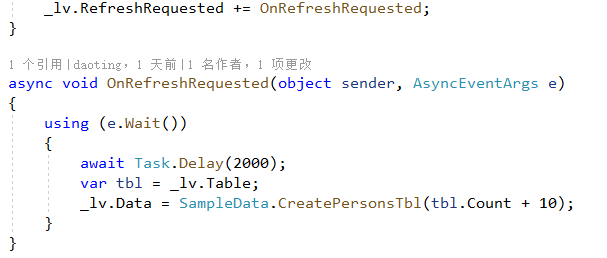 _lv.RefreshRequested += OnRefreshRequested;
}
1 个引用|daoting，1 天前|1 名作者，1 项更改
async void OnRefreshRequested(object sender, AsyncEventArgs e)
{
using (e.Wait())
{
await Task.Delay(2000);
var tbl = _lv.Table;
_lv.Data = SampleData.CreatePersonsTbl(tbl.Count + 10);
}
}